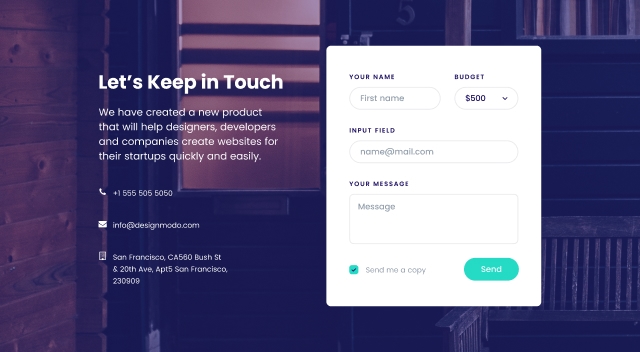 Let’s Keep in Touch
We have created a new product
that will help designers, developers
and companies create websites for
their startups quickly and easily.
+1 555 505 5050
info@designmodo.com
San Francisco, CA560 Bush St
& 20th Ave, Apt5 San Francisco,
230909
YOUR NAME
First name
BUDGET
$500
INPUT FIELD
name@mail.com
YOUR MESSAGE
Message
Send me a copy
Send
5